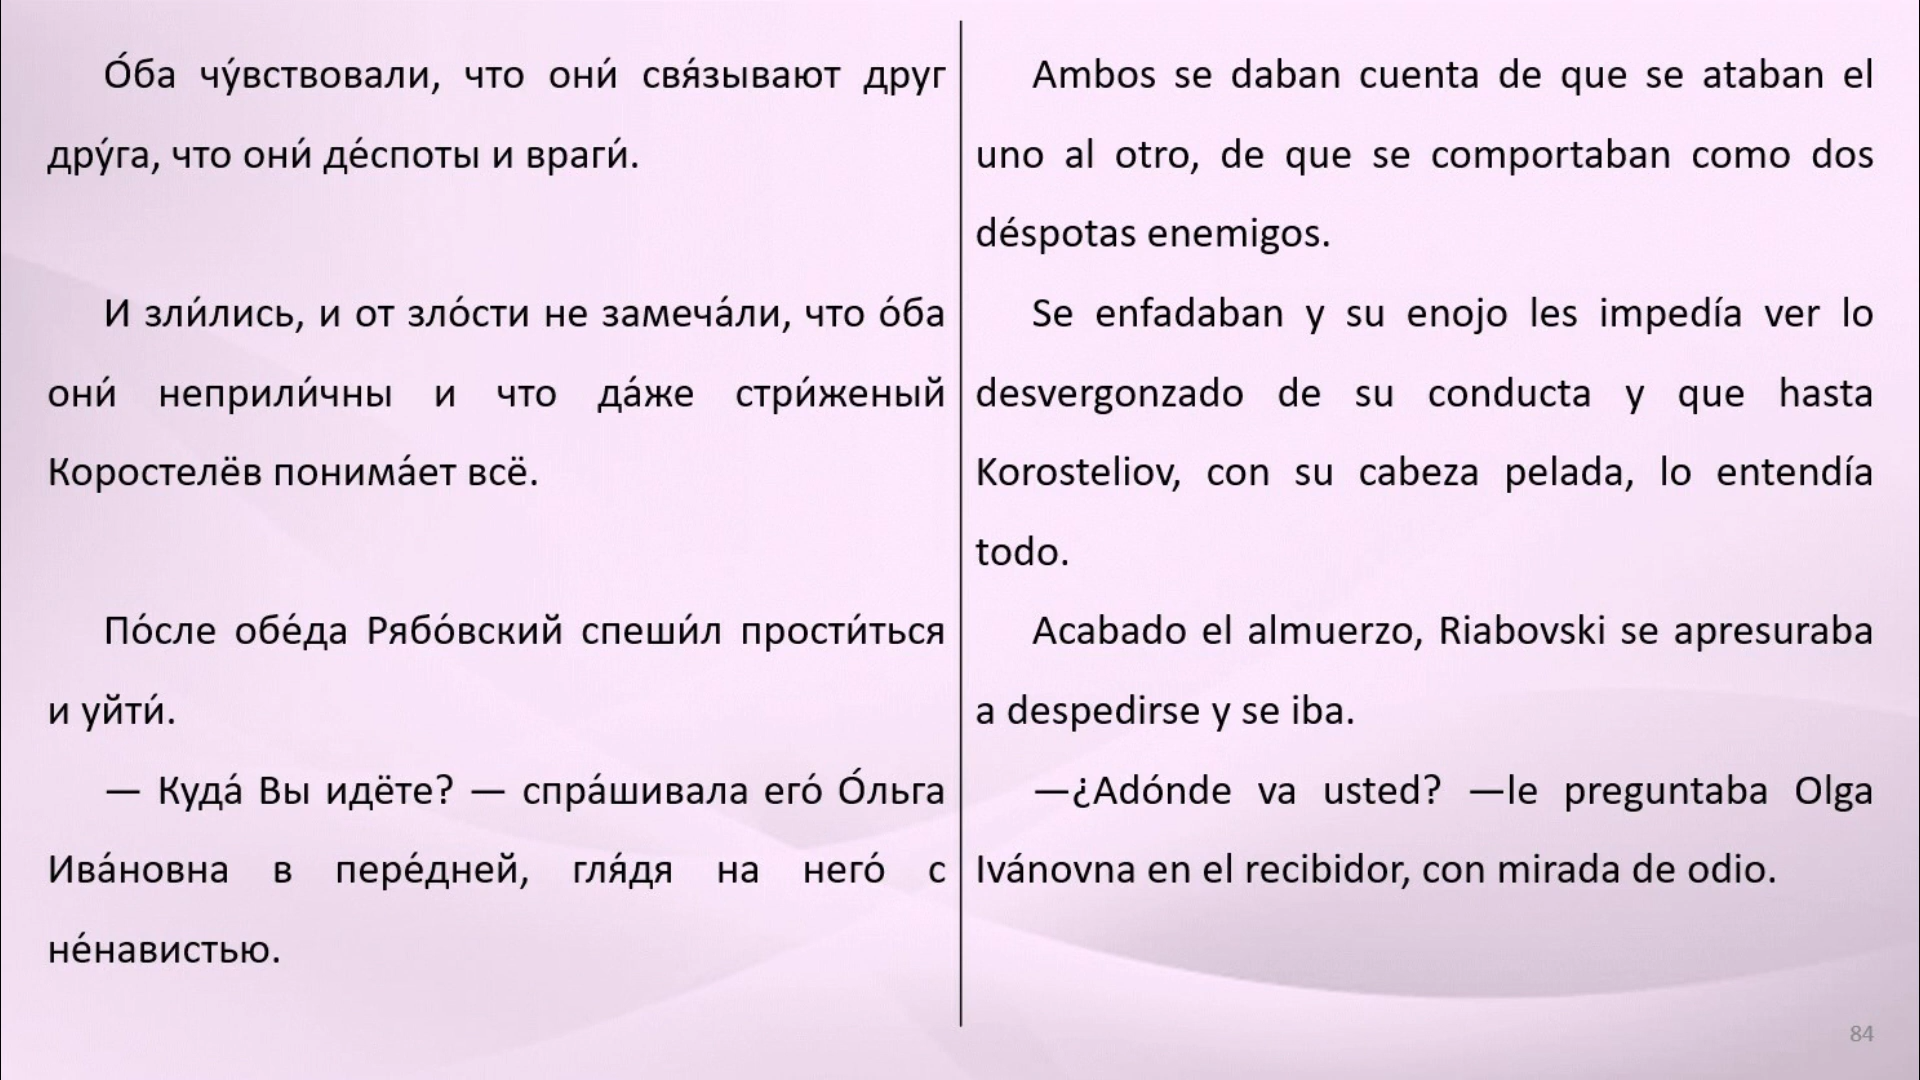 О́ба чу́вствовали, что они́ свя́зывают друг
дру́га, что они́ де́споты и враги́.
И зли́лись, и от зло́сти не замеча́ли, что о́ба
они́ неприли́чны и что да́же стри́женый
Коростелёв понима́ет всё.
По́сле обе́да Рябо́вский спеши́л прости́ться
и уйти́.
— Куда́ Вы идёте? — спра́шивала его́ О́льга
Ива́новна в пере́дней, гля́дя на него́ с
не́навистью.
Ambos se daban cuenta de que se ataban el
uno al otro, de que se comportaban como dos
déspotas enemigos.
Se enfadaban y su enojo les impedía ver lo
desvergonzado de su conducta y que hasta
Korosteliov, con su cabeza pelada, lo entendía
todo.
Acabado el almuerzo, Riabovski se apresuraba
a despedirse y se iba.
—¿Adónde va usted? —le preguntaba Olga
Ivánovna en el recibidor, con mirada de odio.
84